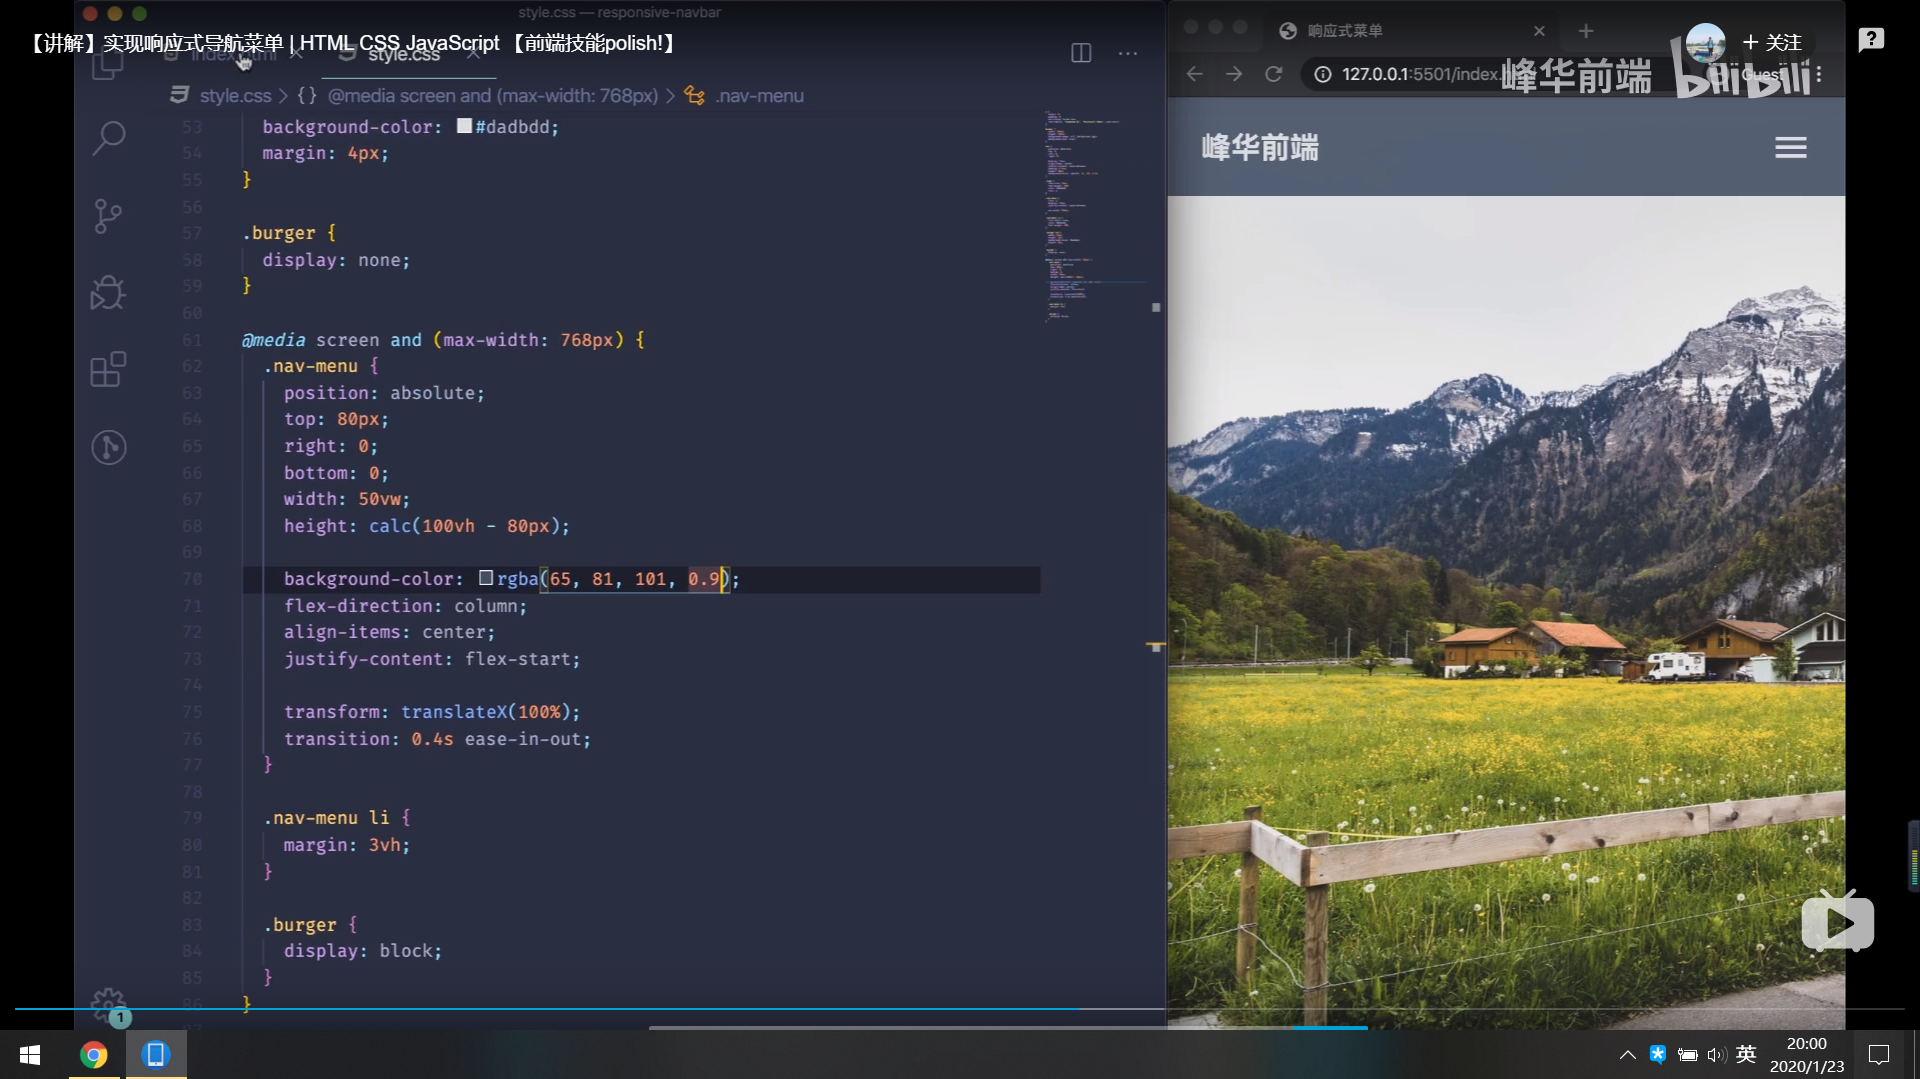 style.css — responsive-navbar
【讲解】实现响应式导航菜单 | HTML CSS JavaScript 【前端技能polish!】
index.html
style.css
style.css > {} @media screen and (max-width: 768px) > .nav-menu
53 background-color: #dadbdd;
54 margin: 4px;
55 }
56
57 .burger {
58 display: none;
59 }
60
61 @media screen and (max-width: 768px) {
62 .nav-menu {
63 position: absolute;
64 top: 80px;
65 right: 0;
66 bottom: 0;
67 width: 50vw;
68 height: calc(100vh - 80px);
69
70 background-color: rgba(65, 81, 101, 0.9);
71 flex-direction: column;
72 align-items: center;
73 justify-content: flex-start;
74
75 transform: translateX(100%);
76 transition: 0.4s ease-in-out;
77 }
78
79 .nav-menu li {
80 margin: 3vh;
81 }
82
83 .burger {
84 display: block;
85 }
86 }
1
响应式菜单
+ 关注
127.0.0.1:5501/index.
Guest
峰华前端 bilibili
峰华前端
英
20:00
2020/1/23